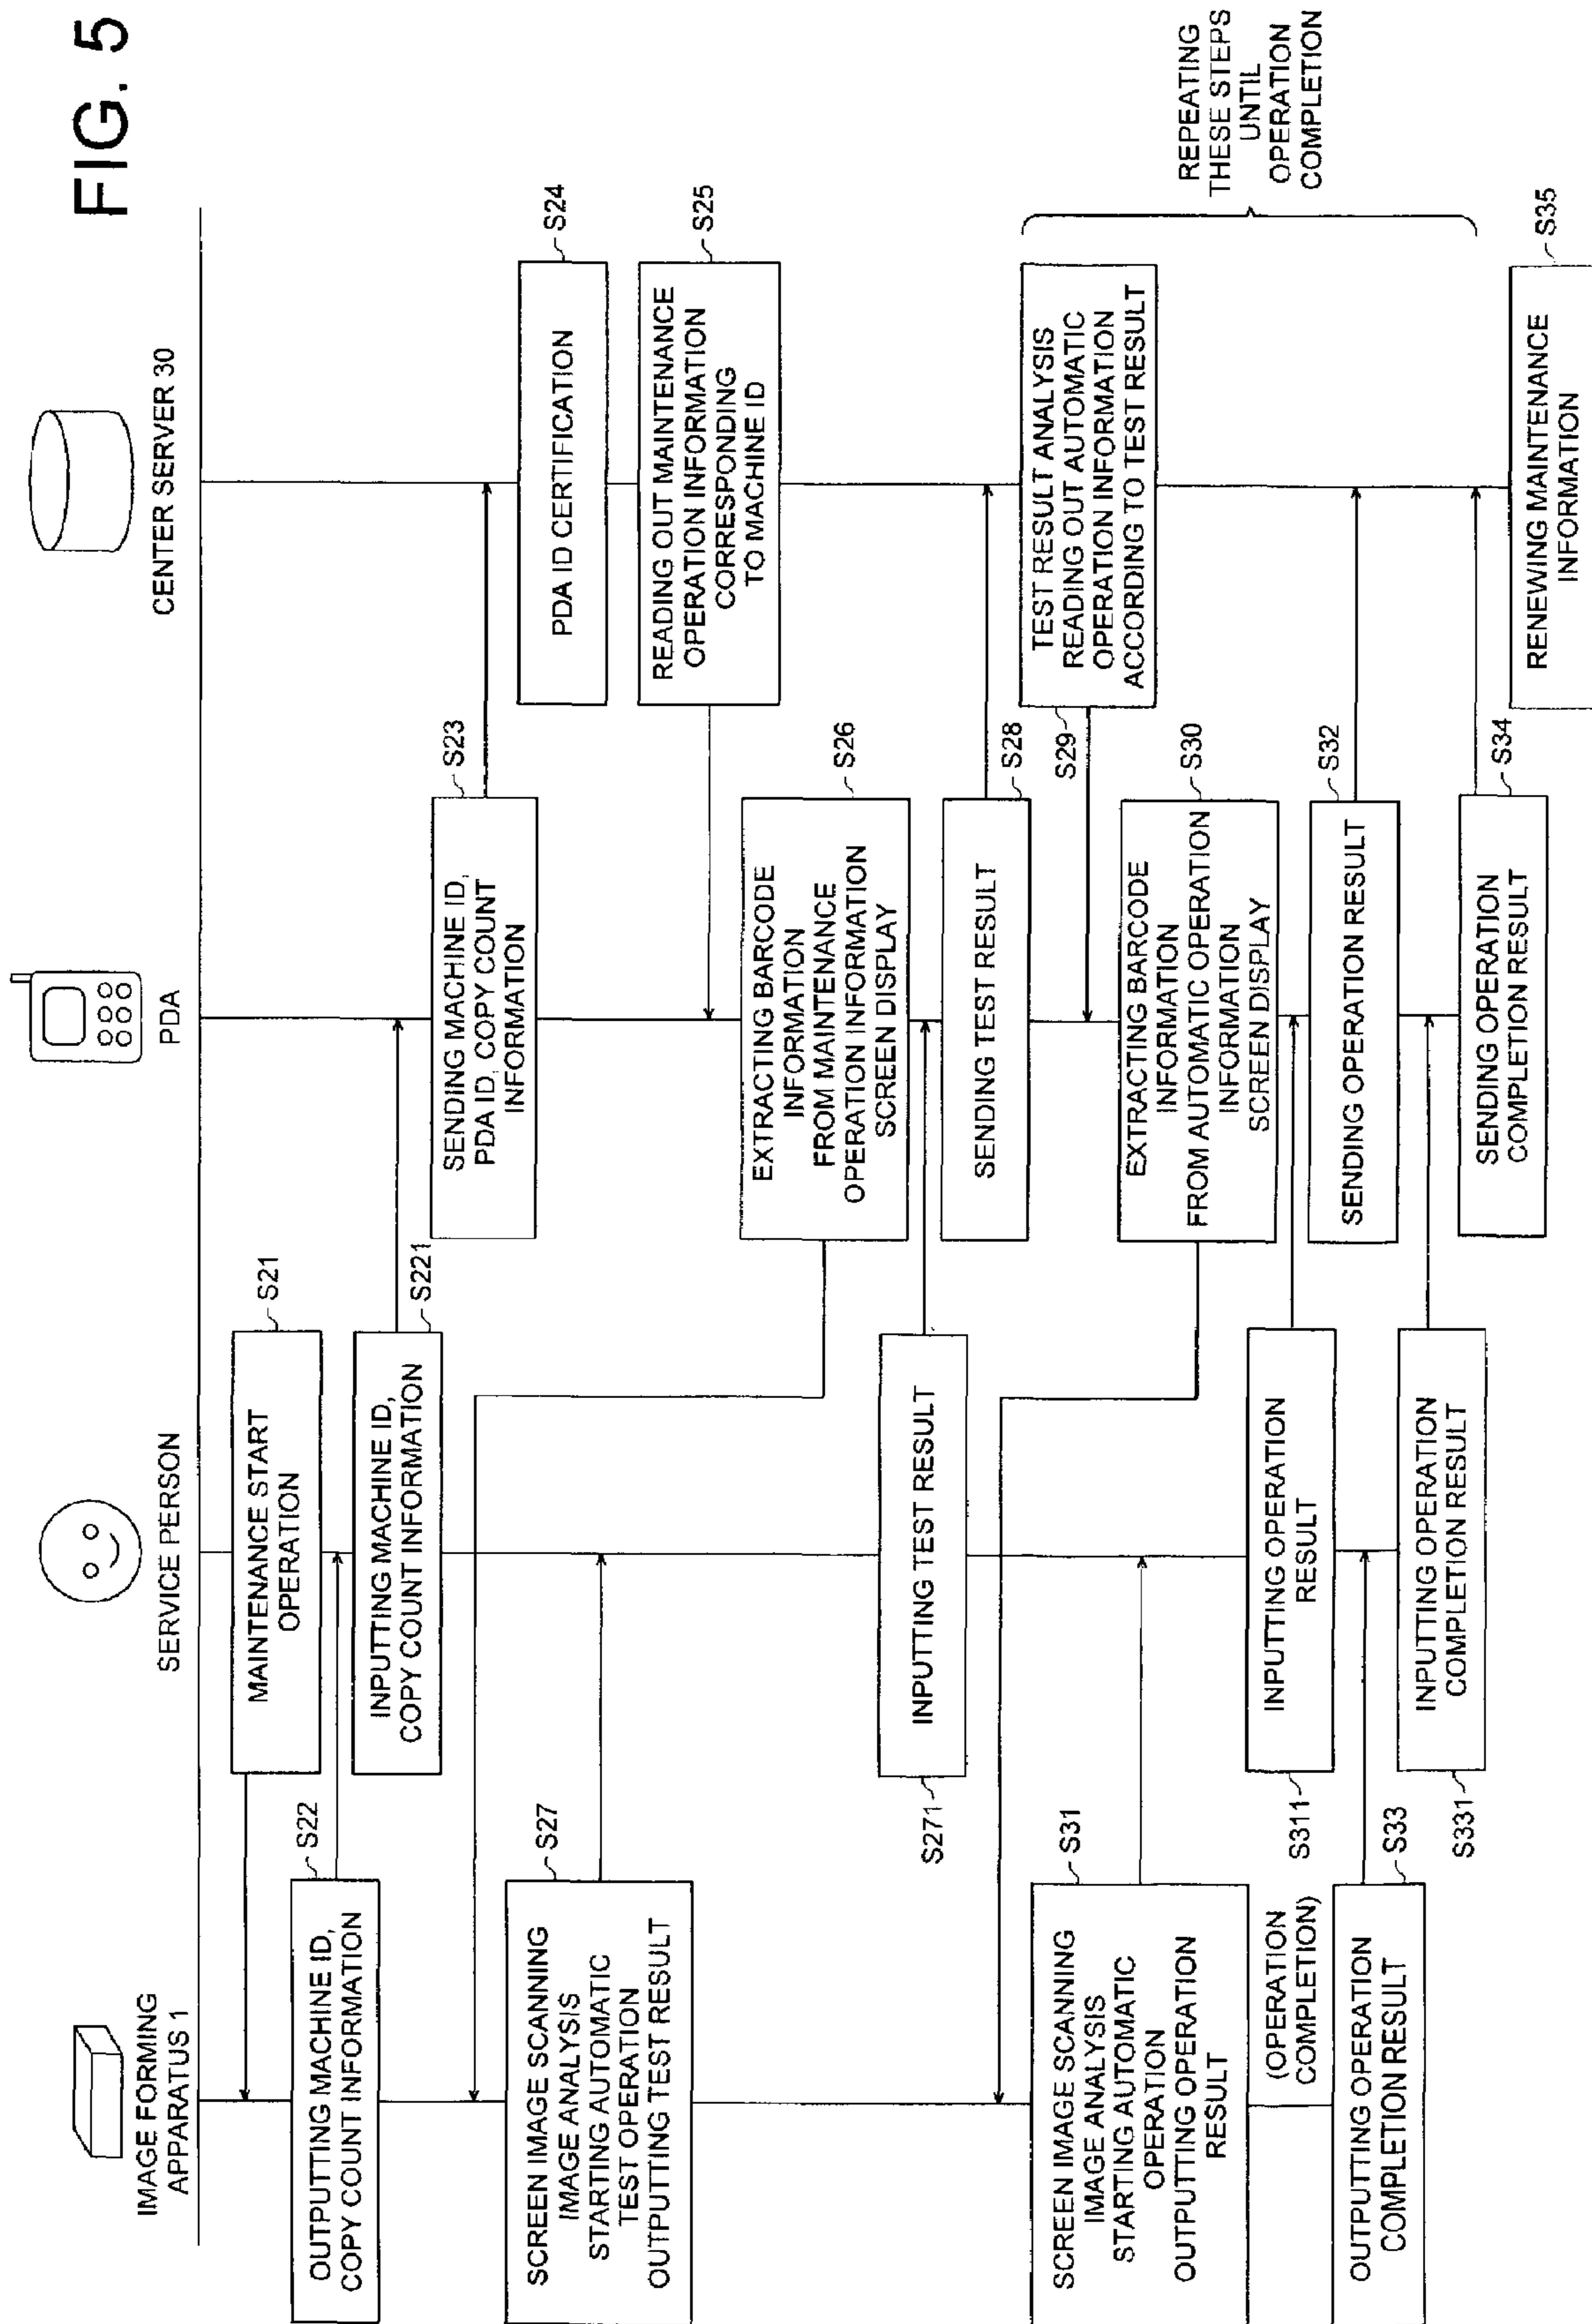 FIG. 5
IMAGE FORMING
APPARATUS 1
SERVICE PERSON
PDA
CENTER SERVER 30
MAINTENANCE START
OPERATION
S21
OUTPUTTING MACHINE ID,
COPY COUNT INFORMATION
S22
INPUTTING MACHINE ID,
COPY COUNT INFORMATION
S221
SENDING MACHINE ID,
PDA ID, COPY COUNT
INFORMATION
S23
PDA ID CERTIFICATION
S24
READING OUT MAINTENANCE
OPERATION INFORMATION
CORRESPONDING
TO MACHINE ID
S25
EXTRACTING BARCODE
INFORMATION
FROM MAINTENANCE
OPERATION INFORMATION
SCREEN DISPLAY
S26
SCREEN IMAGE SCANNING
IMAGE ANALYSIS
STARTING AUTOMATIC
TEST OPERATION
OUTPUTTING TEST RESULT
S27
INPUTTING TEST RESULT
S271
SENDING TEST RESULT
S28
TEST RESULT ANALYSIS
READING OUT AUTOMATIC
OPERATION INFORMATION
ACCORDING TO TEST RESULT
S29
EXTRACTING BARCODE
INFORMATION
FROM AUTOMATIC OPERATION
INFORMATION
SCREEN DISPLAY
S30
SCREEN IMAGE SCANNING
IMAGE ANALYSIS
STARTING AUTOMATIC
OPERATION
OUTPUTTING OPERATION
RESULT
S31
INPUTTING OPERATION
RESULT
S311
SENDING OPERATION RESULT
S32
REPEATING
THESE STEPS
UNTIL
OPERATION
COMPLETION
(OPERATION
COMPLETION)
OUTPUTTING OPERATION
COMPLETION RESULT
S33
INPUTTING OPERATION
COMPLETION RESULT
S331
SENDING OPERATION
COMPLETION RESULT
S34
RENEWING MAINTENANCE
INFORMATION
S35